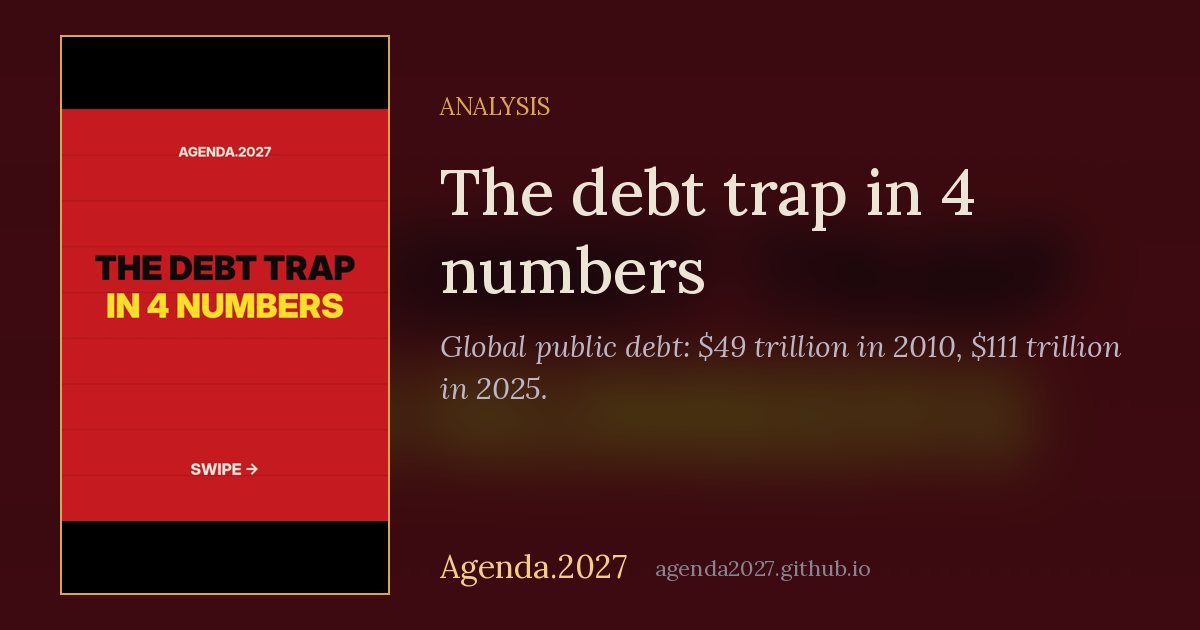 AGENDA.2027
THE DEBT TRAP
IN 4 NUMBERS
SWIPE →
ANALYSIS
The debt trap in 4
numbers
Global public debt: $49 trillion in 2010, $111 trillion
in 2025.
Agenda.2027
agenda2027.github.io